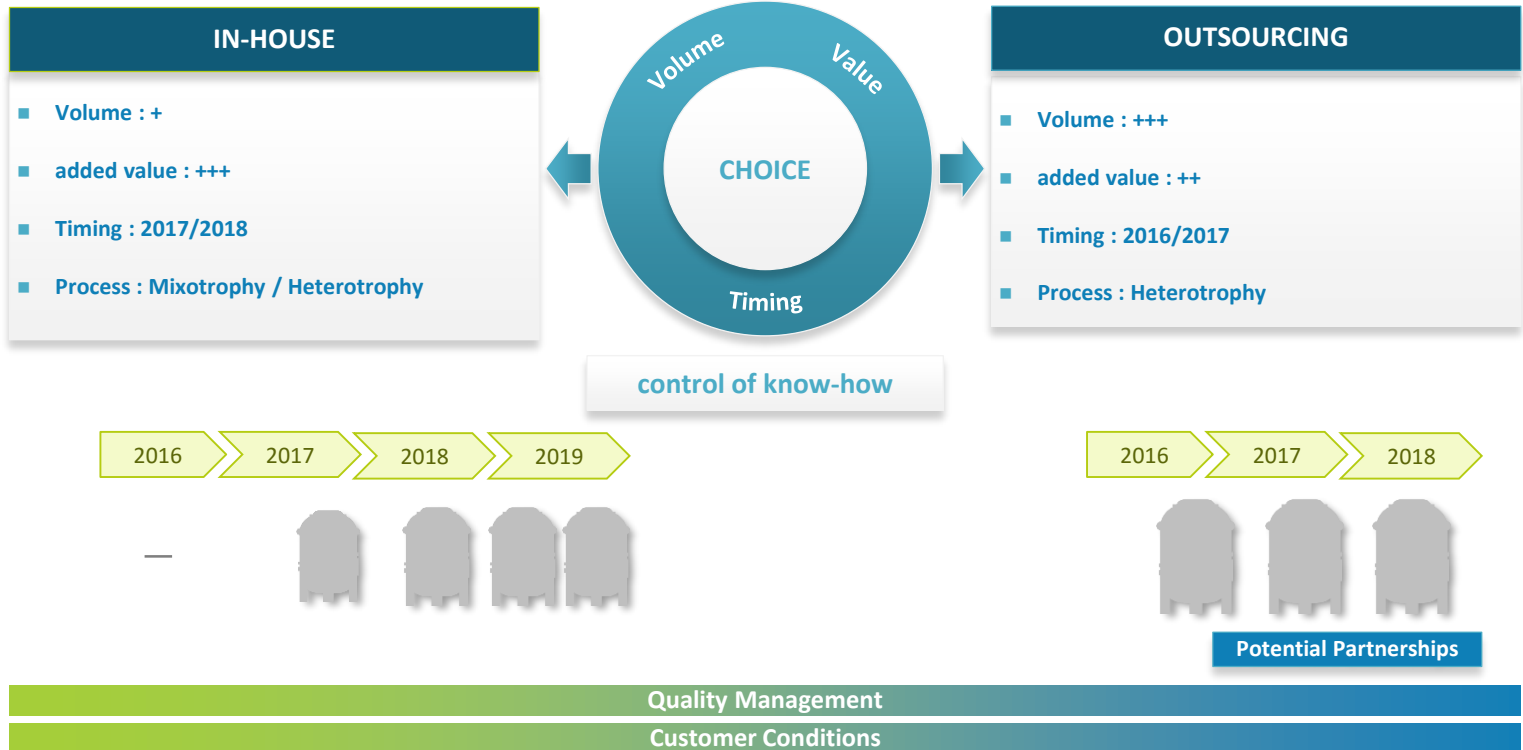 IN-HOUSE
Volume : +
added value : +++
Timing : 2017/2018
Process : Mixotrophy / Heterotrophy
Volume
Value
CHOICE
Timing
control of know-how
OUTSOURCING
Volume : +++
added value : ++
Timing : 2016/2017
Process : Heterotrophy
2016
2017
2018
2019
—
2016
2017
2018
Potential Partnerships
Quality Management
Customer Conditions